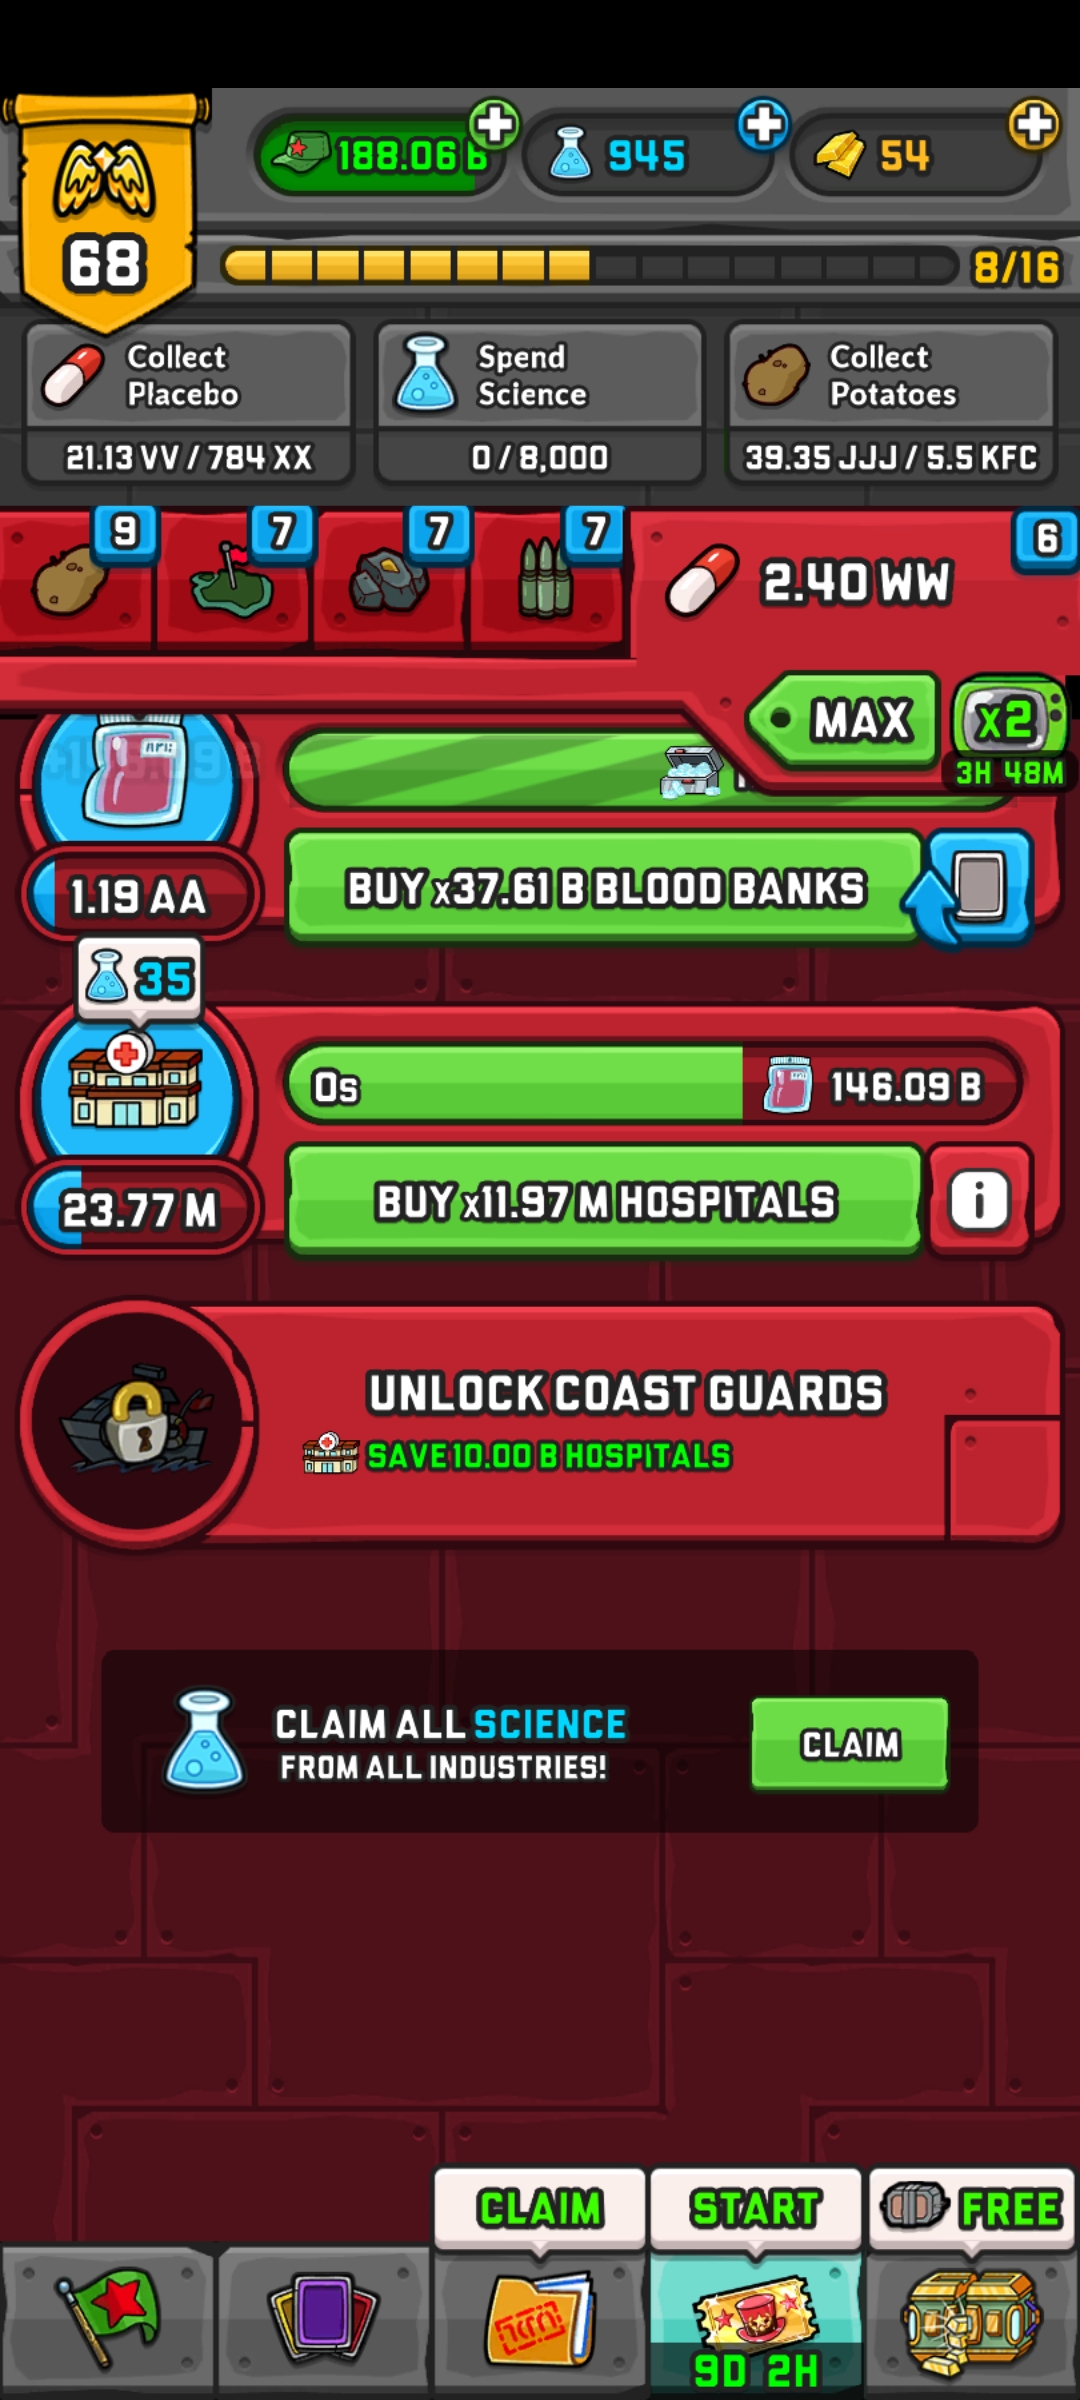 188.06 B
945
54
68
8/16
Collect
Placebo
21.13 VV / 784 XX
Spend
Science
0 / 8,000
Collect
Potatoes
39.35 JJJ / 5.5 KFC
9
7
7
7
6
2.40 WW
MAX
x2
3H 48M
1.19 AA
BUY x37.61 B BLOOD BANKS
35
0s
146.09 B
23.77 M
BUY x11.97 M HOSPITALS
i
UNLOCK COAST GUARDS
SAVE 10.00 B HOSPITALS
CLAIM ALL SCIENCE
FROM ALL INDUSTRIES!
CLAIM
CLAIM
START
FREE
9D 2H